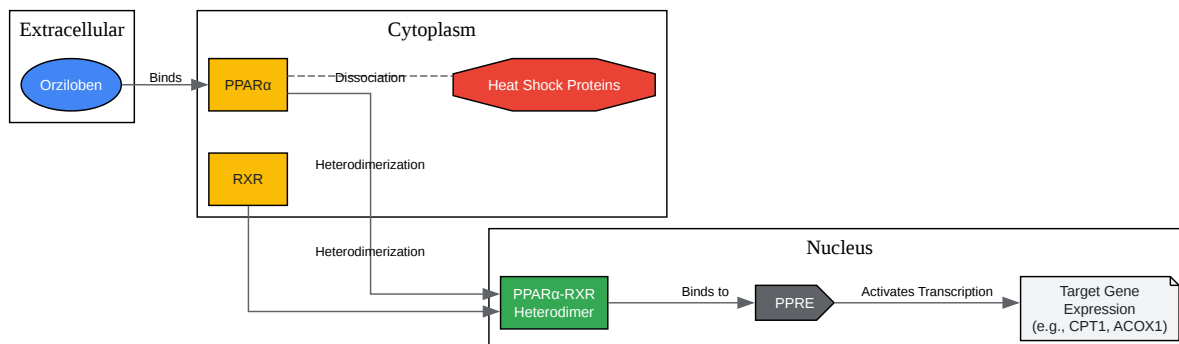 Extracellular
Cytoplasm
Orziloben
Binds
PPARα
Dissociation
Heat Shock Proteins
Heterodimerization
RXR
Heterodimerization
Nucleus
PPARα-RXR
Heterodimer
Binds to
PPRE
Activates Transcription
Target Gene
Expression
(e.g., CPT1, ACOX1)